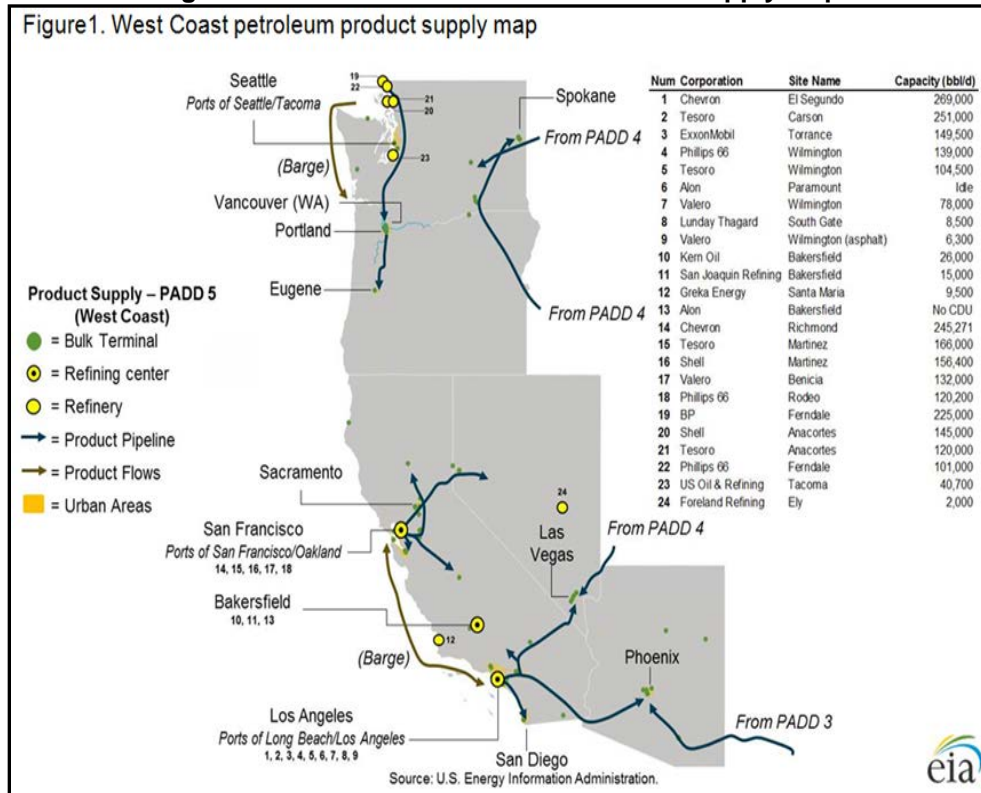 Figure1. West Coast petroleum product supply map
Seattle
Ports of Seattle/Tacoma
(Barge)
Vancouver (WA)
Portland
Eugene
19
22
21
20
23
Spokane
From PADD 4
From PADD 4
Product Supply – PADD 5
(West Coast)
= Bulk Terminal
= Refining center
= Refinery
= Product Pipeline
= Product Flows
= Urban Areas
Num Corporation Site Name Capacity (bbl/d)
1 Chevron El Segundo 269,000
2 Tesoro Carson 251,000
3 ExxonMobil Torrance 149,500
4 Phillips 66 Wilmington 139,000
5 Tesoro Wilmington 104,500
6 Alon Paramount Idle
7 Valero Wilmington 78,000
8 Lunday Thagard South Gate 8,500
9 Valero Wilmington (asphalt) 6,300
10 Kern Oil Bakersfield 26,000
11 San Joaquin Refining Bakersfield 15,000
12 Greka Energy Santa Maria 9,500
13 Alon Bakersfield No CDU
14 Chevron Richmond 245,271
15 Tesoro Martinez 166,000
16 Shell Martinez 156,400
17 Valero Benicia 132,000
18 Phillips 66 Rodeo 120,200
19 BP Ferndale 225,000
20 Shell Anacortes 145,000
21 Tesoro Anacortes 120,000
22 Phillips 66 Ferndale 101,000
23 US Oil & Refining Tacoma 40,700
24 Foreland Refining Ely 2,000
Sacramento
San Francisco
Ports of San Francisco/Oakland
14, 15, 16, 17, 18
Bakersfield
10, 11, 13
12
(Barge)
24
Las
Vegas
From PADD 4
Phoenix
From PADD 3
Los Angeles
Ports of Long Beach/Los Angeles
1, 2, 3, 4, 5, 6, 7, 8, 9
San Diego
Source: U.S. Energy Information Administration.
eia